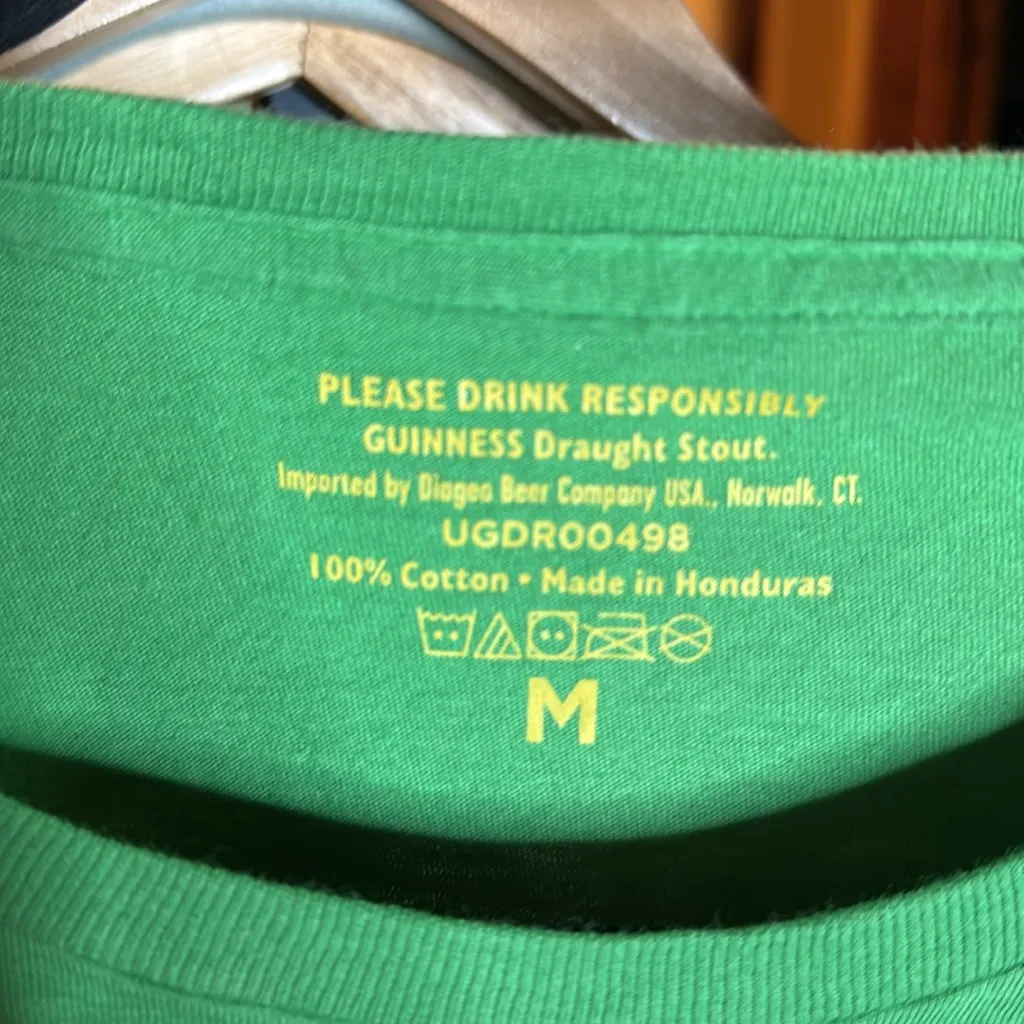 PLEASE DRINK RESPONSIBLY
GUINNESS Draught Stout.
Imported by Diageo Beer Company USA., Norwalk, CT.
UGDR00498
100% Cotton • Made in Honduras
M